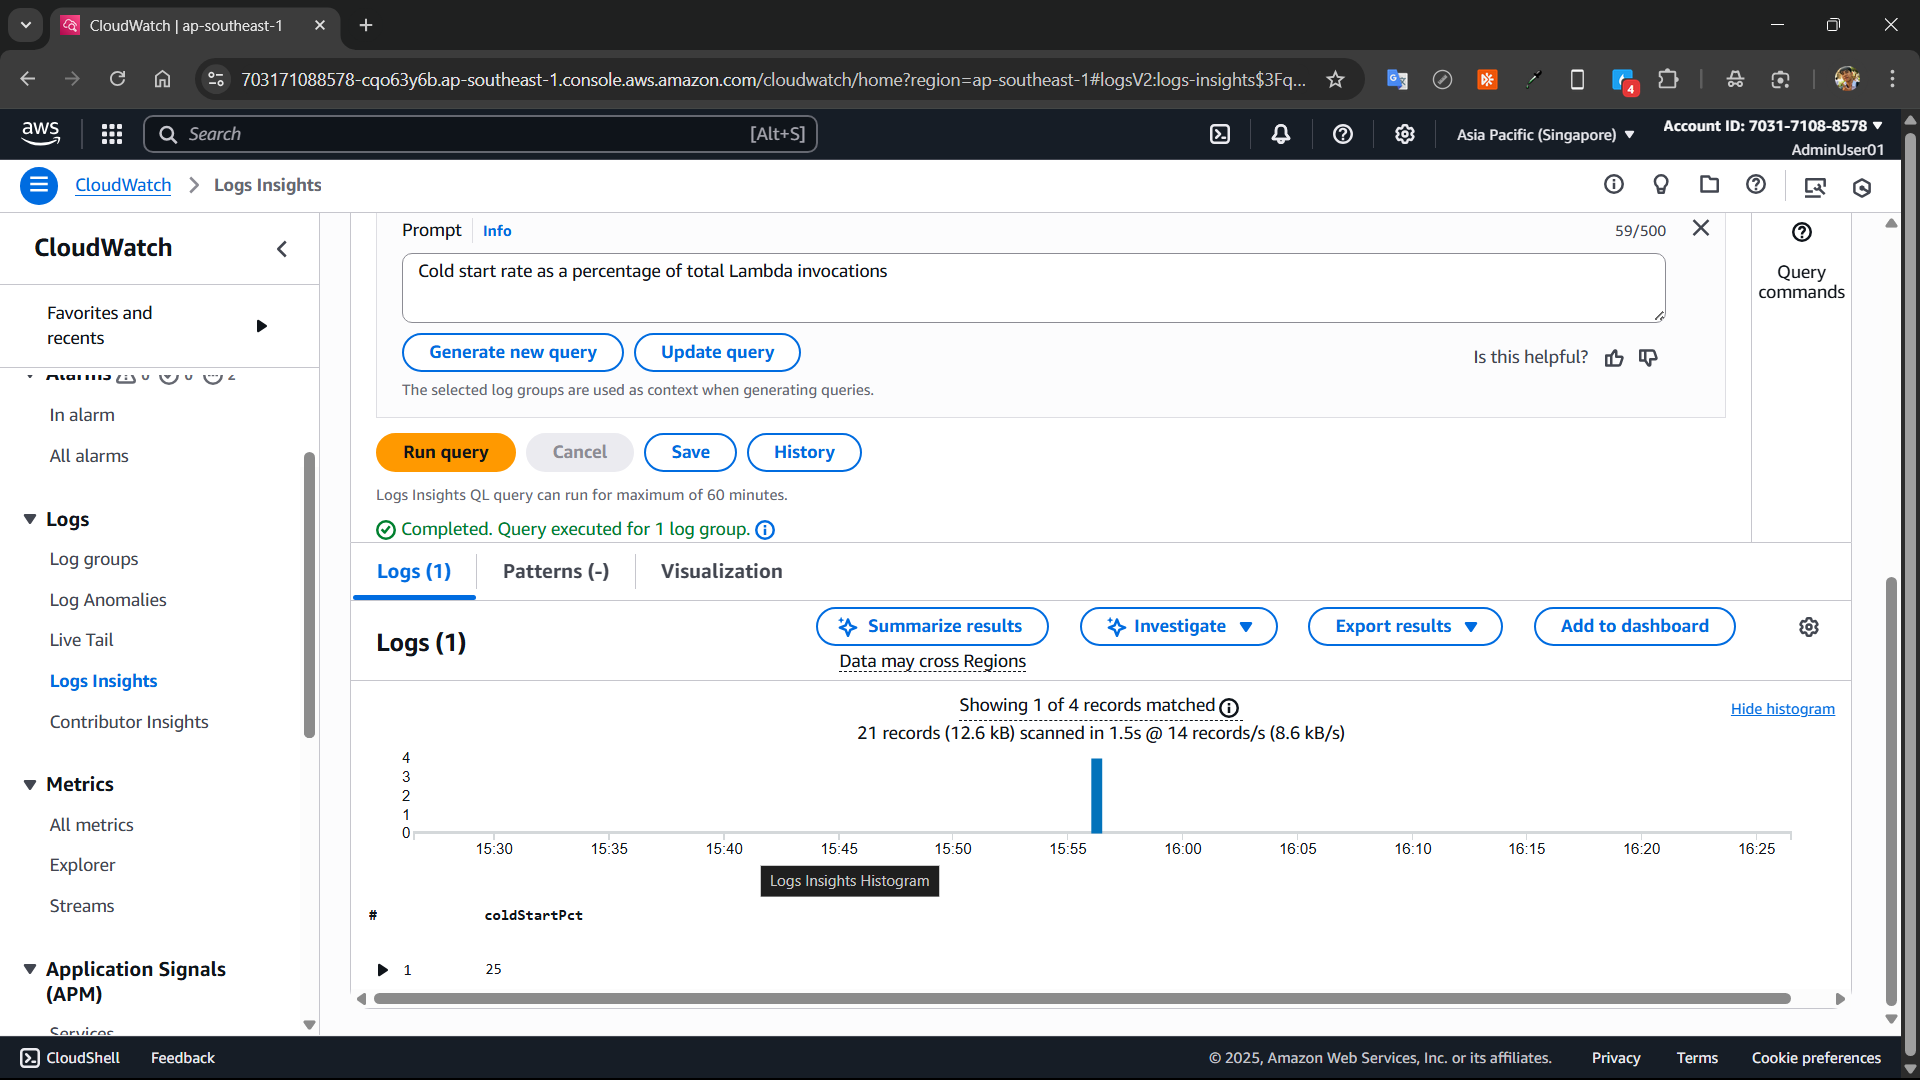 CloudWatch | ap-southeast-1
703171088578-cqo63y6b.ap-southeast-1.console.aws.amazon.com/cloudwatch/home?region=ap-southeast-1#logsV2:logs-insights$3Fq...
4
aws
Search [Alt+S]
Asia Pacific (Singapore)
Account ID: 7031-7108-8578
AdminUser01
CloudWatch
Logs Insights
CloudWatch
Favorites and
recents
Alarms 0 0 2
In alarm
All alarms
Logs
Log groups
Log Anomalies
Live Tail
Logs Insights
Contributor Insights
Metrics
All metrics
Explorer
Streams
Application Signals
(APM)
Services
Prompt Info 59/500
Cold start rate as a percentage of total Lambda invocations
Generate new query Update query Is this helpful?
The selected log groups are used as context when generating queries.
Query
commands
Run query Cancel Save History
Logs Insights QL query can run for maximum of 60 minutes.
Completed. Query executed for 1 log group.
Logs (1) Patterns (-) Visualization
Logs (1) Summarize results Investigate Export results Add to dashboard
Data may cross Regions
Showing 1 of 4 records matched Hide histogram
21 records (12.6 kB) scanned in 1.5s @ 14 records/s (8.6 kB/s)
4
3
2
1
0
15:30 15:35 15:40 15:45 15:50 15:55 16:00 16:05 16:10 16:15 16:20 16:25
Logs Insights Histogram
# coldStartPct
1 25
CloudShell Feedback © 2025, Amazon Web Services, Inc. or its affiliates. Privacy Terms Cookie preferences